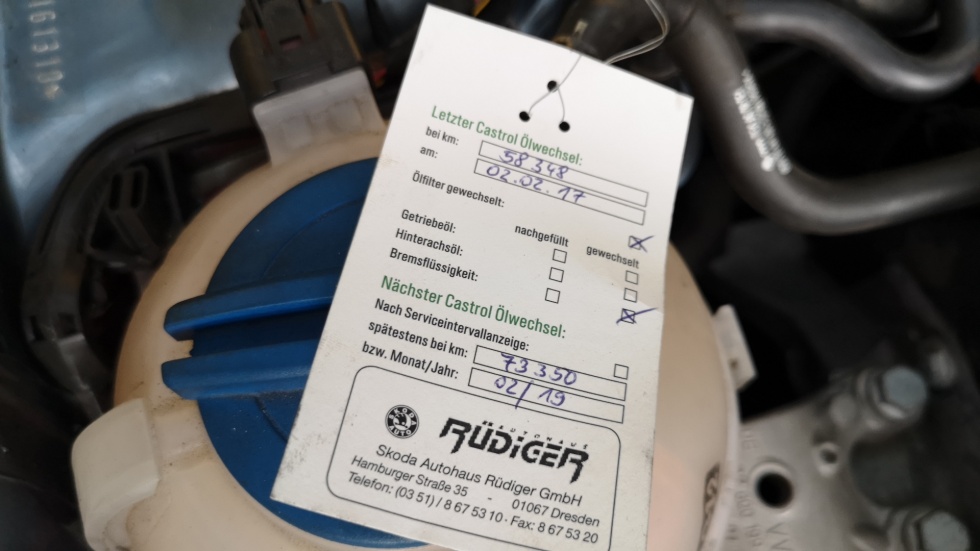 Letzter Castrol Ölwechsel:
bei km: 58 348
am: 02.02.17
Ölfilter gewechselt:
nachgefüllt gewechselt
Getriebeöl:
Hinterachsöl:
Bremsflüssigkeit:
Nächster Castrol Ölwechsel:
Nach Serviceintervallanzeige:
spätestens bei km: 73 350
bzw. Monat/Jahr: 02/19
SKODA AUTO
AUTOHAUS
RÜDiGER
Skoda Autohaus Rüdiger GmbH
Hamburger Straße 35 - 01067 Dresden
Telefon: (03 51) / 8 67 53 10 · Fax: 8 67 53 20